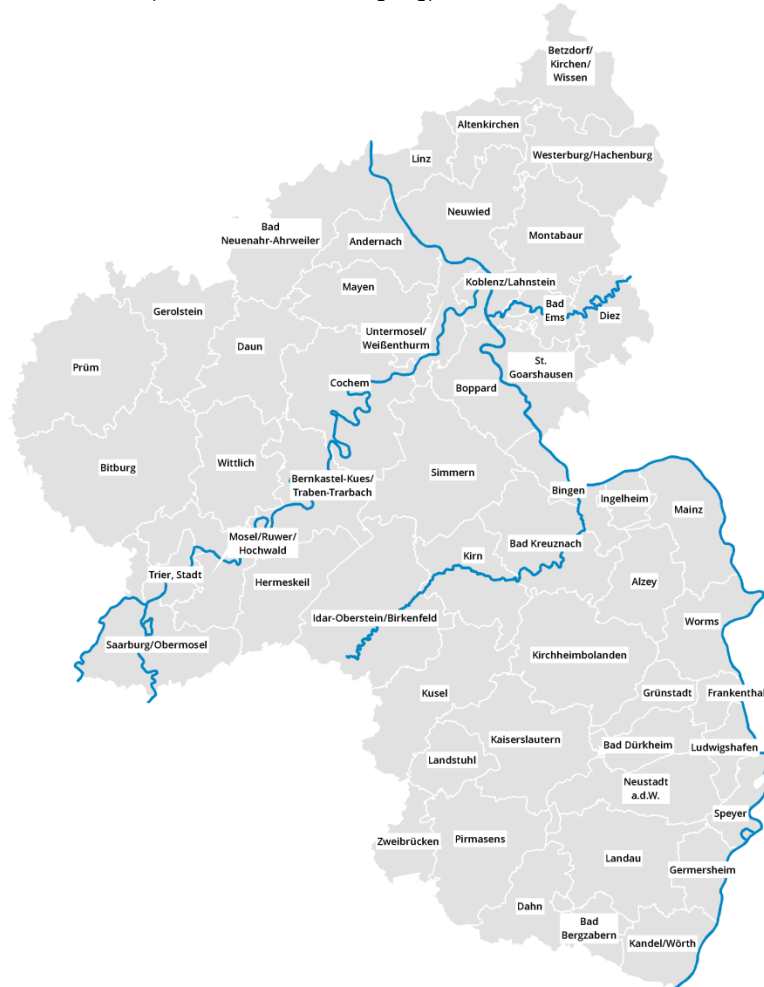 Betzdorf/
Kirchen/
Wissen
Altenkirchen
Westerburg/Hachenburg
Linz
Neuwied
Bad
Neuenahr-Ahrweiler
Montabaur
Andernach
Koblenz/Lahnstein
Mayen
Bad
Ems
Gerolstein
Diez
Untermosel/
Weißenthurm
Daun
St.
Goarshausen
Prüm
Cochem
Boppard
Bitburg
Wittlich
Simmern
Bernkastel-Kues/
Traben-Trarbach
Bingen
Ingelheim
Mainz
Mosel/Ruwer/
Hochwald
Bad Kreuznach
Kirn
Trier, Stadt
Hermeskeil
Alzey
Idar-Oberstein/Birkenfeld
Worms
Saarburg/Obermosel
Kirchheimbolanden
Kusel
Grünstadt
Frankenthal
Kaiserslautern
Bad Dürkheim
Ludwigshafen
Landstuhl
Neustadt
a.d.W.
Speyer
Zweibrücken
Pirmasens
Landau
Germersheim
Dahn
Bad
Bergzabern
Kandel/Wörth